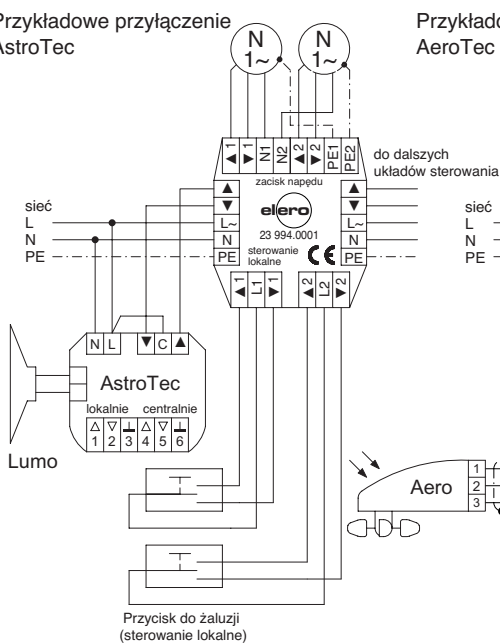 Przykładowe przyłączenie
AstroTec
Przykłado
AeroTec
N
1~
N
1~
▲ 1
▼ 1
N1
N2
▲ 2
▼ 2
PE1
PE2
do dalszych
układów sterowania
zacisk napędu
▲
▼
L~
N
PE
elero
23 994.0001
sterowanie
lokalne
CE
▲
▼
L~
N
PE
sieć
L
N
PE
sieć
L
N
PE
▲ 1
L1
▼ 1
▲ 2
L2
▼ 2
N L ▼ C ▲
AstroTec
lokalnie centralnie
1 2 3 4 5 6
Lumo
Aero
1
2
3
Przycisk do żaluzji
(sterowanie lokalne)